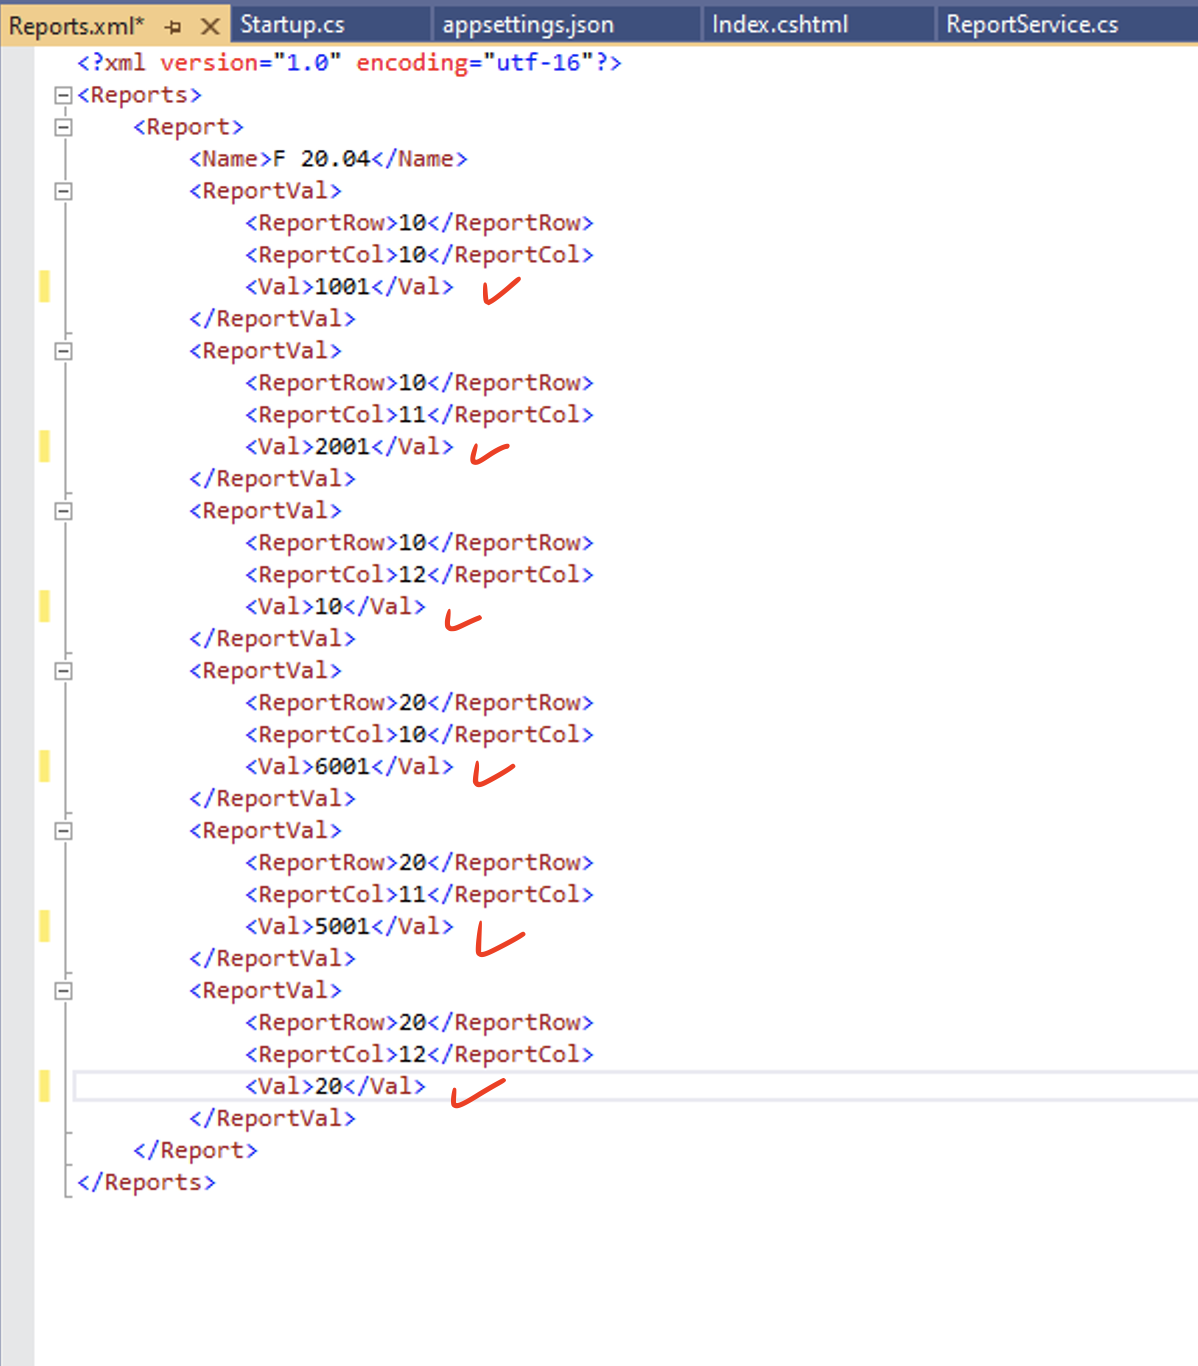 Reports.xml* Startup.cs appsettings.json Index.cshtml ReportService.cs
<?xml version="1.0" encoding="utf-16"?>
<Reports>
<Report>
<Name>F 20.04</Name>
<ReportVal>
<ReportRow>10</ReportRow>
<ReportCol>10</ReportCol>
<Val>1001</Val>
</ReportVal>
<ReportVal>
<ReportRow>10</ReportRow>
<ReportCol>11</ReportCol>
<Val>2001</Val>
</ReportVal>
<ReportVal>
<ReportRow>10</ReportRow>
<ReportCol>12</ReportCol>
<Val>10</Val>
</ReportVal>
<ReportVal>
<ReportRow>20</ReportRow>
<ReportCol>10</ReportCol>
<Val>6001</Val>
</ReportVal>
<ReportVal>
<ReportRow>20</ReportRow>
<ReportCol>11</ReportCol>
<Val>5001</Val>
</ReportVal>
<ReportVal>
<ReportRow>20</ReportRow>
<ReportCol>12</ReportCol>
<Val>20</Val>
</ReportVal>
</Report>
</Reports>